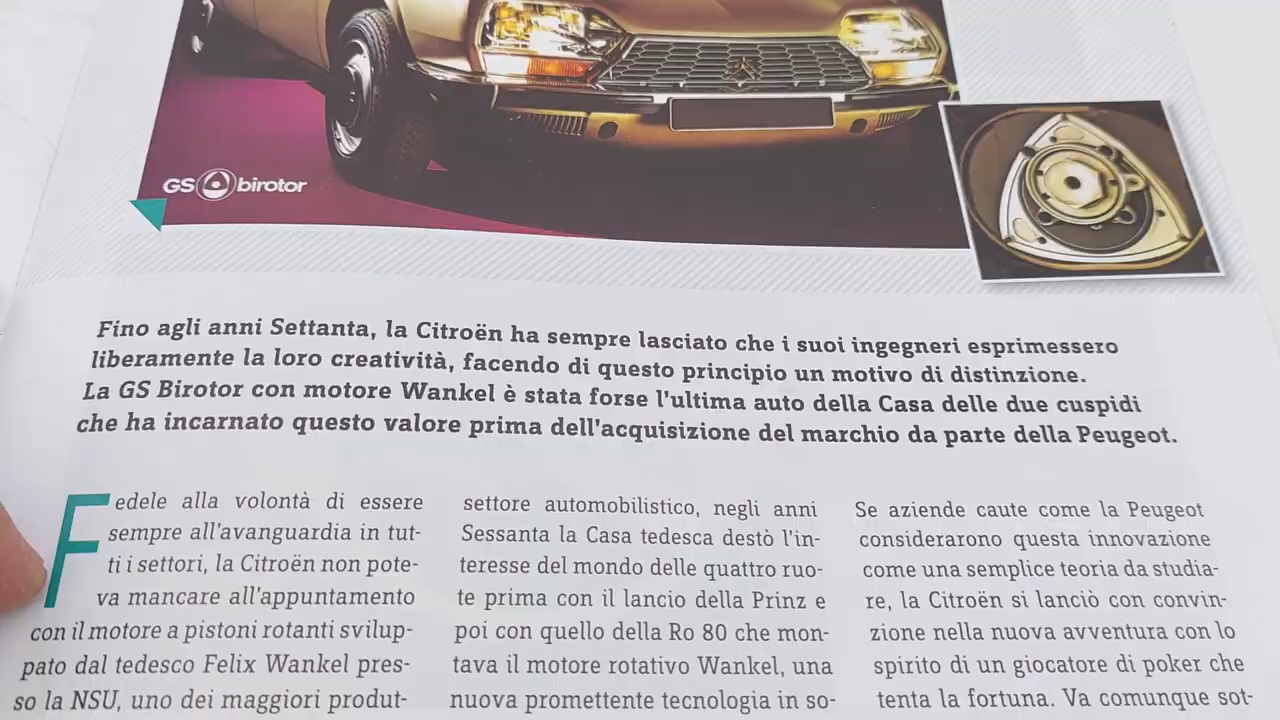 GS birotor
Fino agli anni Settanta, la Citroën ha sempre lasciato che i suoi ingegneri esprimessero
liberamente la loro creatività, facendo di questo principio un motivo di distinzione.
La GS Birotor con motore Wankel è stata forse l'ultima auto della Casa delle due cuspidi
che ha incarnato questo valore prima dell'acquisizione del marchio da parte della Peugeot.
Fedele alla volontà di essere
sempre all'avanguardia in tut-
ti i settori, la Citroën non pote-
va mancare all'appuntamento
con il motore a pistoni rotanti svilup-
pato dal tedesco Felix Wankel pres-
so la NSU, uno dei maggiori produt-
settore automobilistico, negli anni
Sessanta la Casa tedesca destò l'in-
teresse del mondo delle quattro ruo-
te prima con il lancio della Prinz e
poi con quello della Ro 80 che mon-
tava il motore rotativo Wankel, una
nuova promettente tecnologia in so-
Se aziende caute come la Peugeot
considerarono questa innovazione
come una semplice teoria da studia-
re, la Citroën si lanciò con convin-
zione nella nuova avventura con lo
spirito di un giocatore di poker che
tenta la fortuna. Va comunque sot-